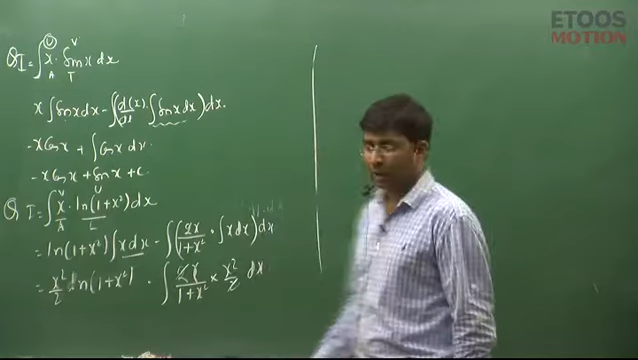 ETOOS
MOTION
Q I = ∫ x · sin x dx
U V
A T
x ∫ sin x dx - ∫ (d(x)/dx · ∫ sin x dx) dx.
-x cos x + ∫ cos x dx
-x cos x + sin x + c
Q I = ∫ x · ln(1+x²) dx
V U
A L
= ln(1+x²) ∫ x dx - ∫ (2x/1+x² · ∫ x dx) dx
= x²/2 ln(1+x²) - ∫ 2x/1+x² × x²/2 dx